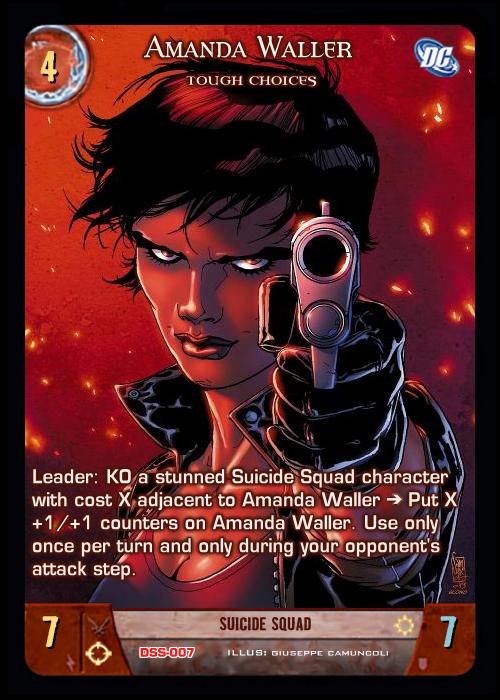 4
AMANDA WALLER
TOUGH CHOICES
DC
Leader: KO a stunned Suicide Squad character
with cost X adjacent to Amanda Waller ➔ Put X
+1/+1 counters on Amanda Waller. Use only
once per turn and only during your opponent's
attack step.
7
SUICIDE SQUAD
7
DSS-007
ILLUS: GIUSEPPE CAMUNCOLI